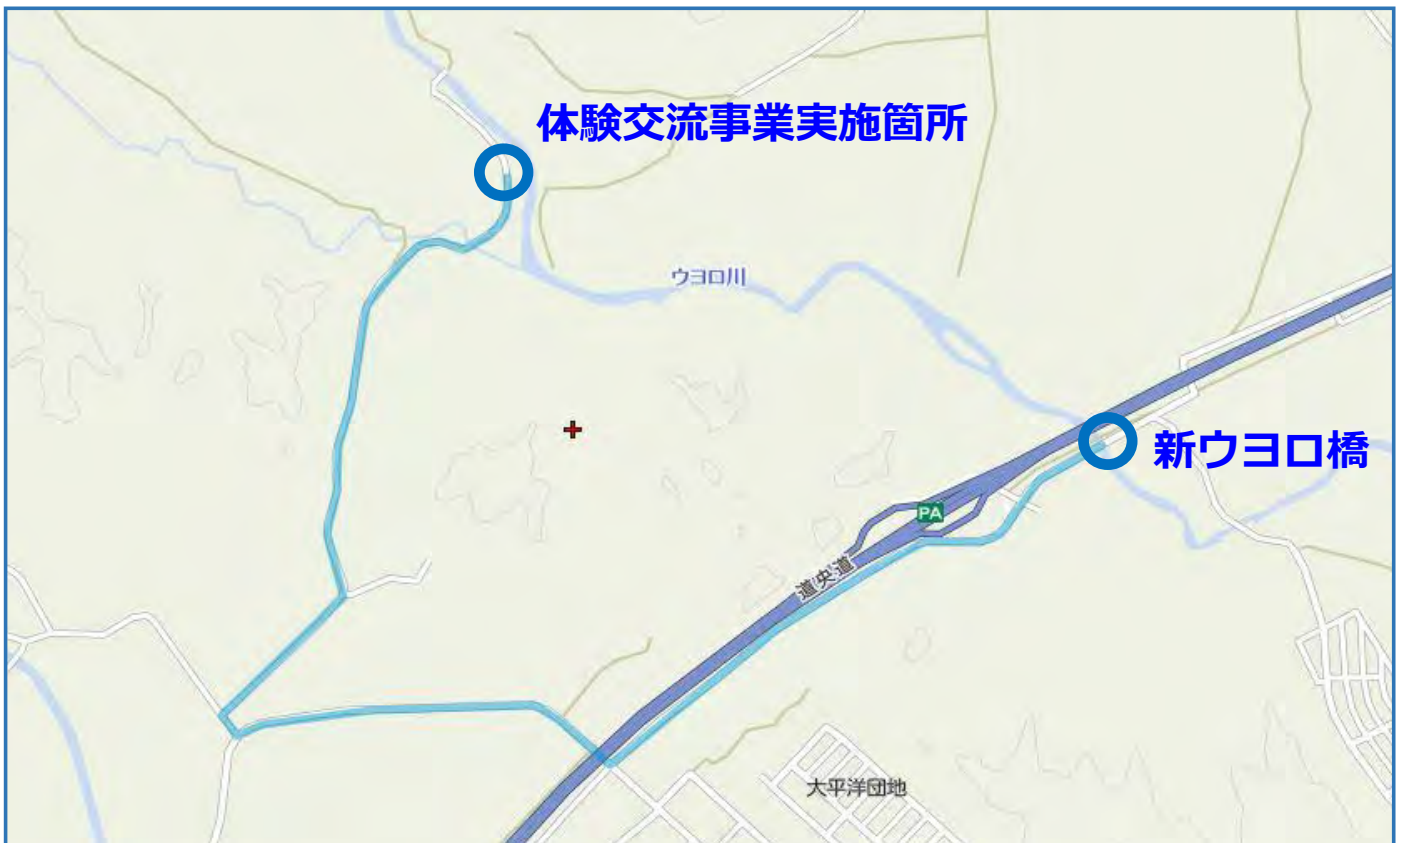 体験交流事業実施箇所
ウヨロ川
新ウヨロ橋
PA
道央道
大平洋団地